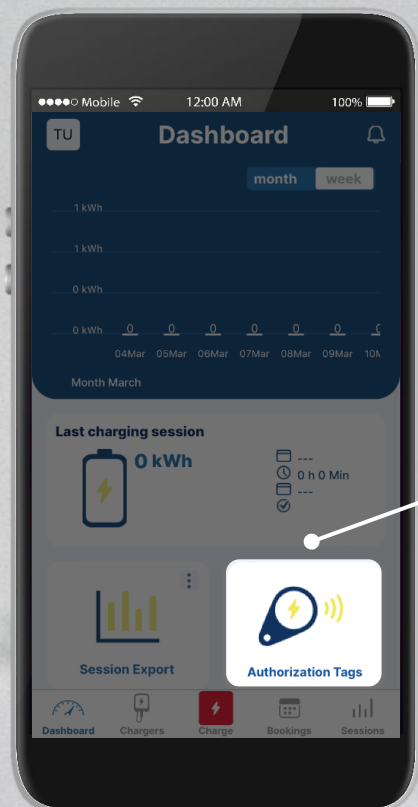 Mobile 12:00 AM 100%
TU Dashboard
month week
1 kWh
1 kWh
0 kWh
0 kWh 0 0 0 0 0 0 0
04Mar 05Mar 06Mar 07Mar 08Mar 09Mar
Month March
Last charging session
0 kWh
---
0 h 0 Min
---
Session Export
Authorization Tags
Dashboard Chargers Charge Bookings Sessions